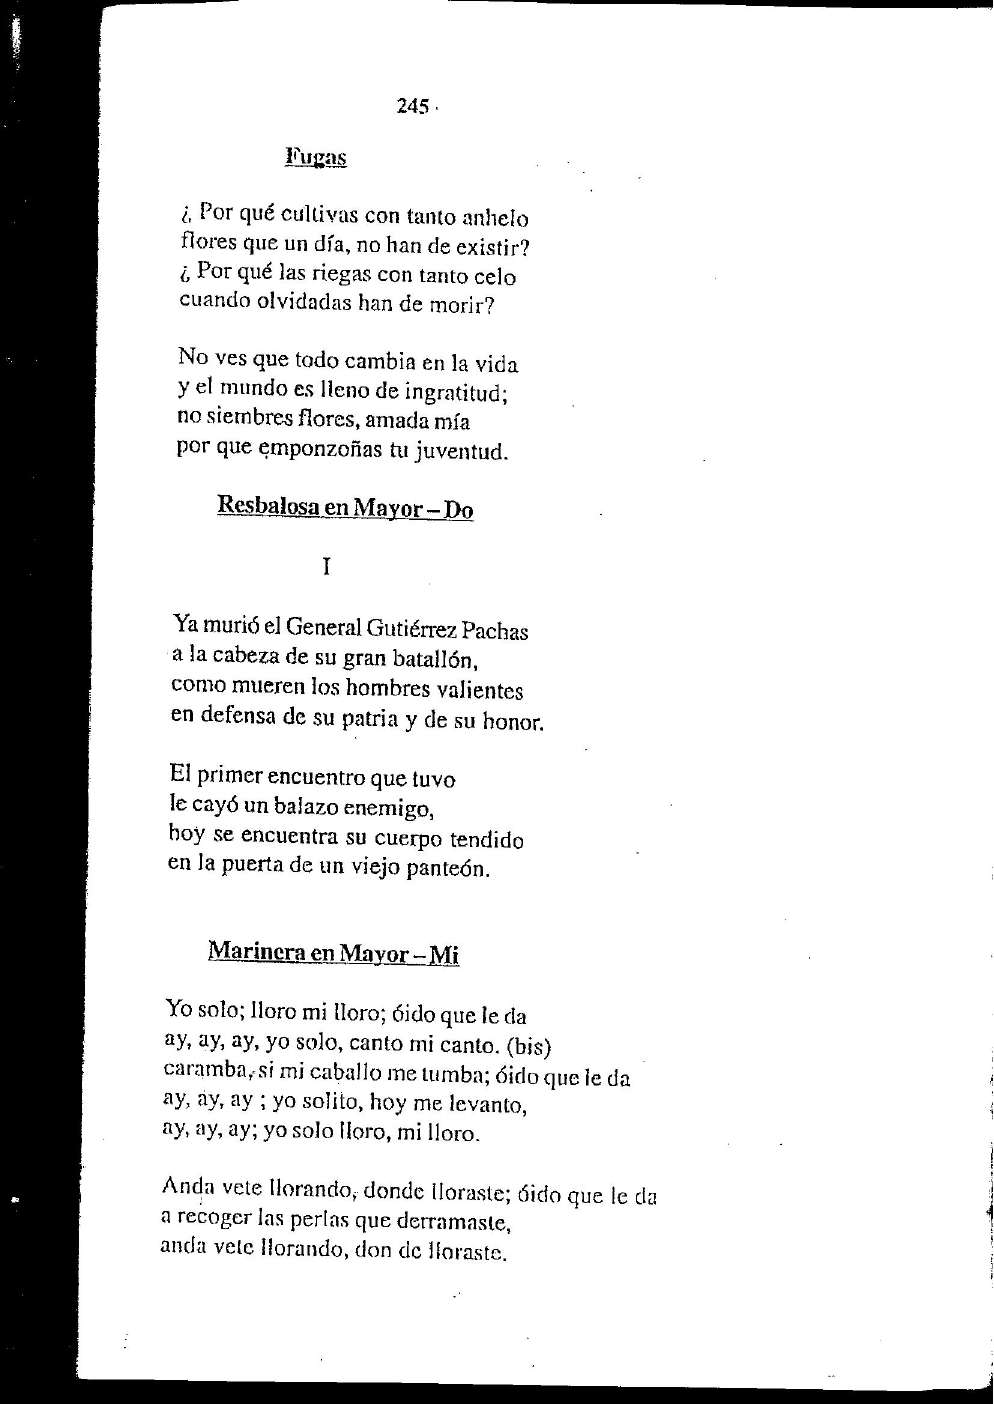 245
Fugas
¿ Por qué cultivas con tanto anhelo
flores que un día, no han de existir?
¿ Por qué las riegas con tanto celo
cuando olvidadas han de morir?
No ves que todo cambia en la vida
y el mundo es lleno de ingratitud;
no siembres flores, amada mía
por que emponzoñas tu juventud.
Resbalosa en Mayor – Do
I
Ya murió el General Gutiérrez Pachas
a la cabeza de su gran batallón,
como mueren los hombres valientes
en defensa de su patria y de su honor.
El primer encuentro que tuvo
le cayó un balazo enemigo,
hoy se encuentra su cuerpo tendido
en la puerta de un viejo panteón.
Marinera en Mayor – Mi
Yo solo; lloro mi lloro; óido que le da
ay, ay, ay, yo solo, canto mi canto. (bis)
caramba, si mi caballo me tumba; óido que le da
ay, ay, ay ; yo solito, hoy me levanto,
ay, ay, ay; yo solo lloro, mi lloro.
Anda vete llorando, donde lloraste; óido que le da
a recoger las perlas que derramaste,
anda vete llorando, don de lloraste.